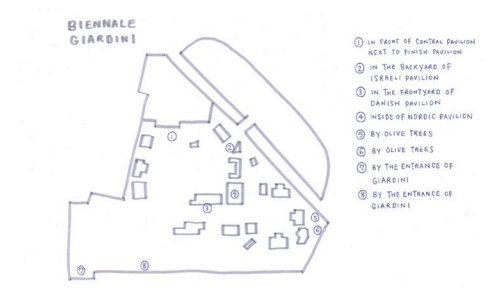 BIENNALE
GIARDINI
① IN FRONT OF CENTRAL PAVILION
NEXT TO FINISH PAVILION
② IN THE BACKYARD OF
ISRAELI PAVILION
③ IN THE FRONTYARD OF
DANISH PAVILION
④ INSIDE OF NORDIC PAVILION
⑤ BY OLIVE TREES
⑥ BY OLIVE TREES
⑦ BY THE ENTRANCE OF
GIARDINI
⑧ BY THE ENTRANCE OF
GIARDINI
①
②
④
③
⑤
⑥
⑧
⑦